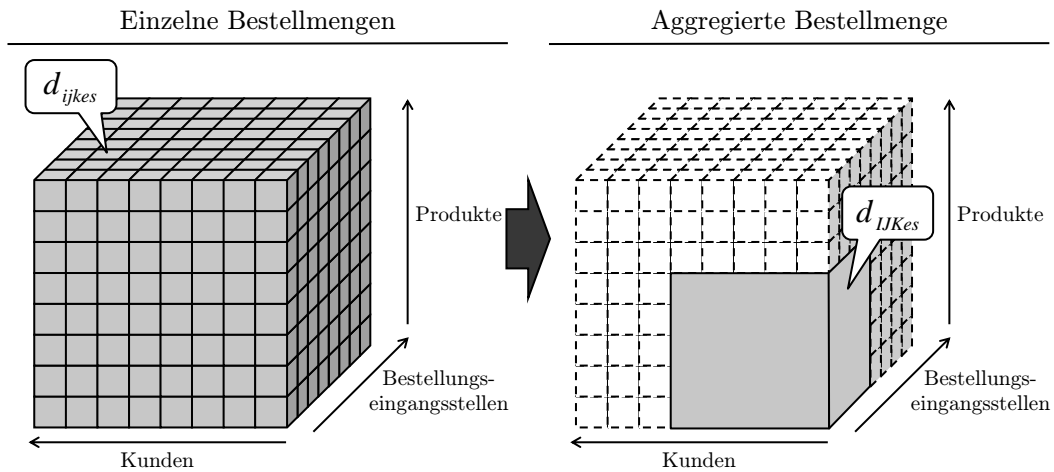 Einzelne Bestellmengen
d_ijkes
Produkte
Bestellungs-
eingangsstellen
Kunden
Aggregierte Bestellmenge
d_IJKes
Produkte
Bestellungs-
eingangsstellen
Kunden